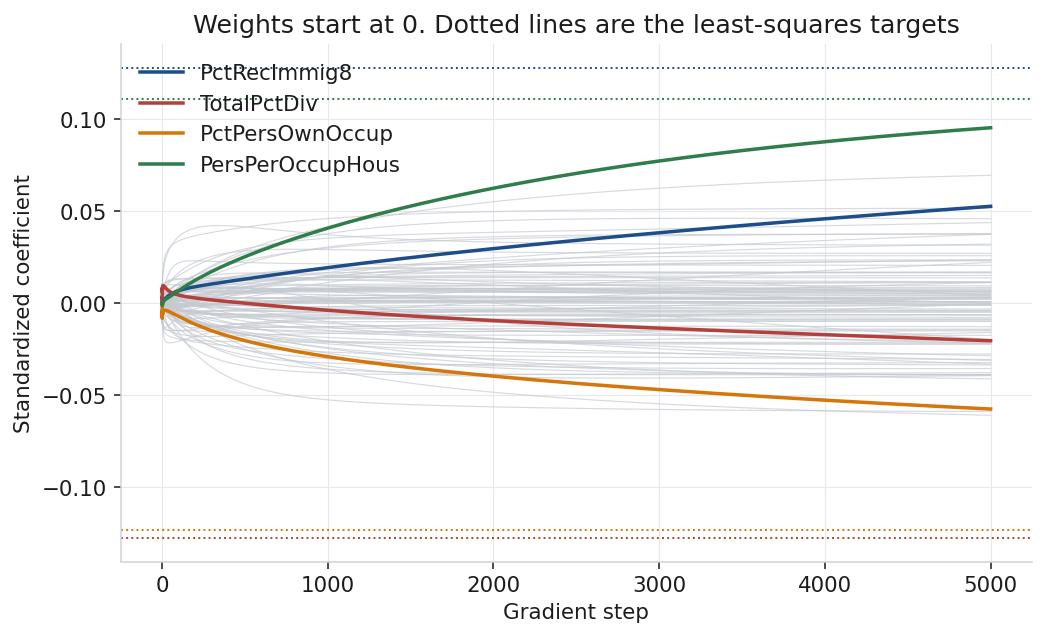 Weights start at 0. Dotted lines are the least-squares targets
PctRecImmig8
TotalPctDiv
PctPersOwnOccup
PersPerOccupHous
Standardized coefficient
0.10
0.05
0.00
−0.05
−0.10
0 1000 2000 3000 4000 5000
Gradient step